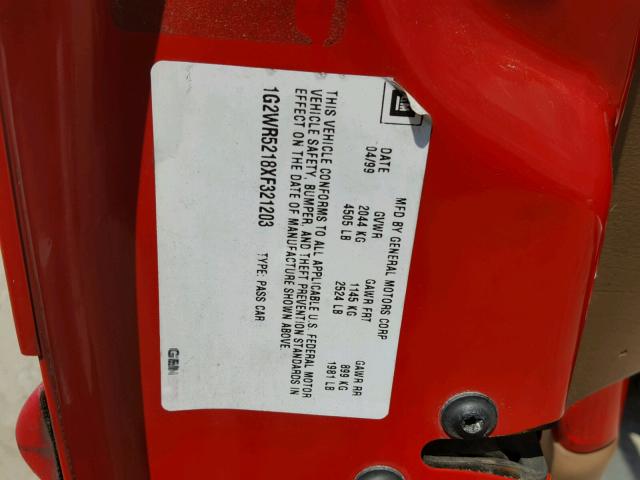 MFD BY GENERAL MOTORS CORP
DATE GVWR GAWR FRT GAWR RR
04/99 2044 KG 1145 KG 899 KG
4505 LB 2524 LB 1981 LB
THIS VEHICLE CONFORMS TO ALL APPLICABLE U.S. FEDERAL MOTOR
VEHICLE SAFETY, BUMPER, AND THEFT PREVENTION STANDARDS IN
EFFECT ON THE DATE OF MANUFACTURE SHOWN ABOVE.
1G2WR5218XF321203 TYPE: PASS CAR